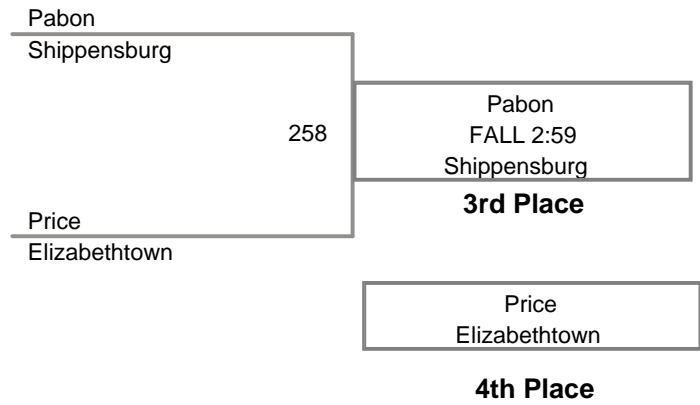 Pabon
Shippensburg
258
Pabon
FALL 2:59
Shippensburg
3rd Place
Price
Elizabethtown
Price
Elizabethtown
4th Place